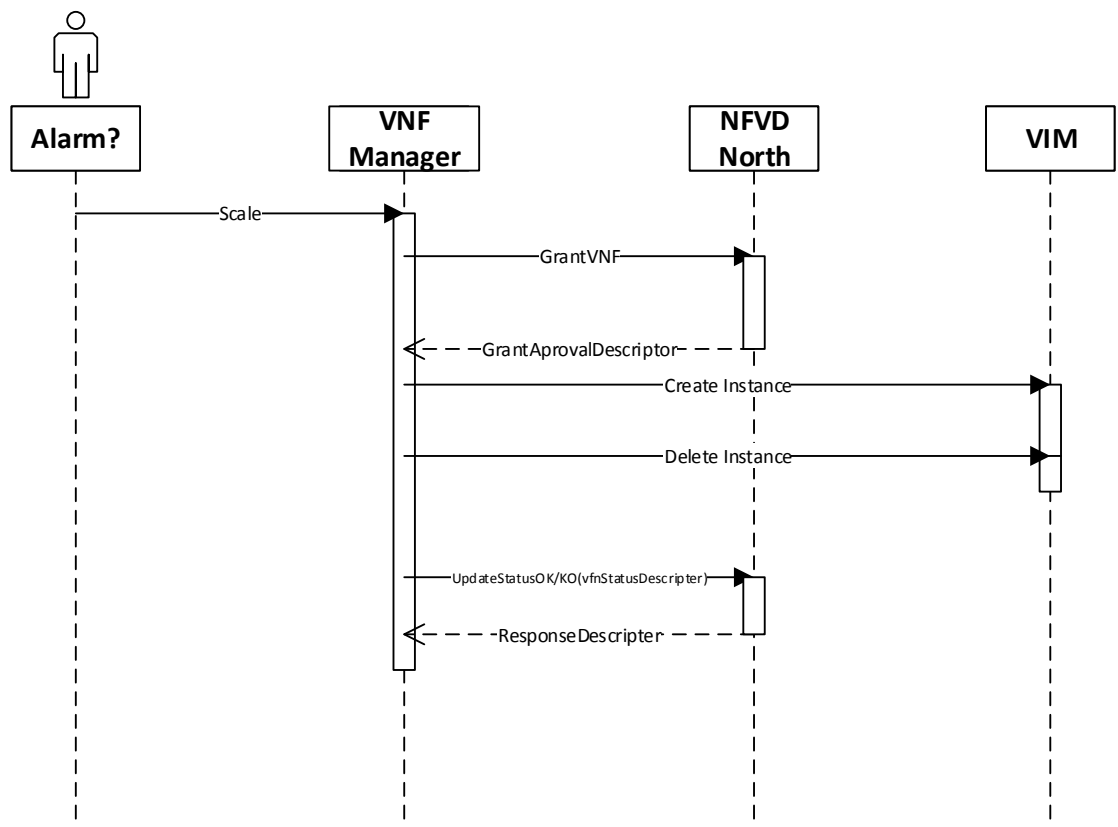 Alarm?
VNF
Manager
NFVD
North
VIM
Scale
GrantVNF
GrantAprovalDescriptor
Create Instance
Delete Instance
UpdateStatusOK/KO(vfnStatusDescripter)
ResponseDescripter